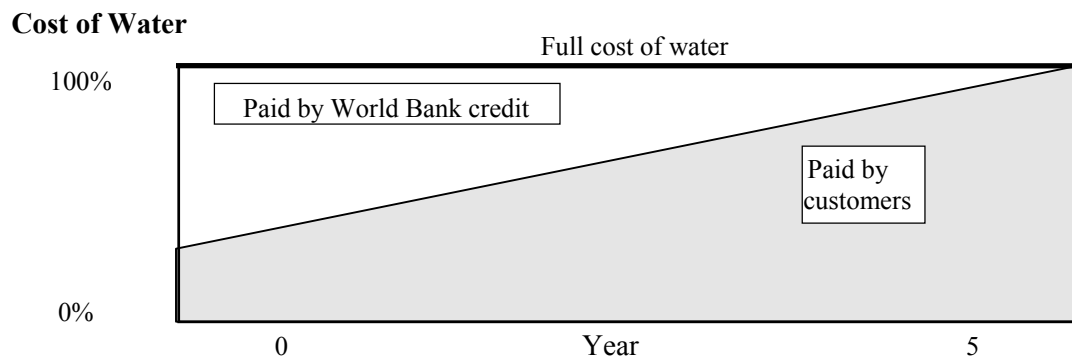 Cost of Water
Full cost of water
100%
Paid by World Bank credit
Paid by
customers
0%
0
Year
5